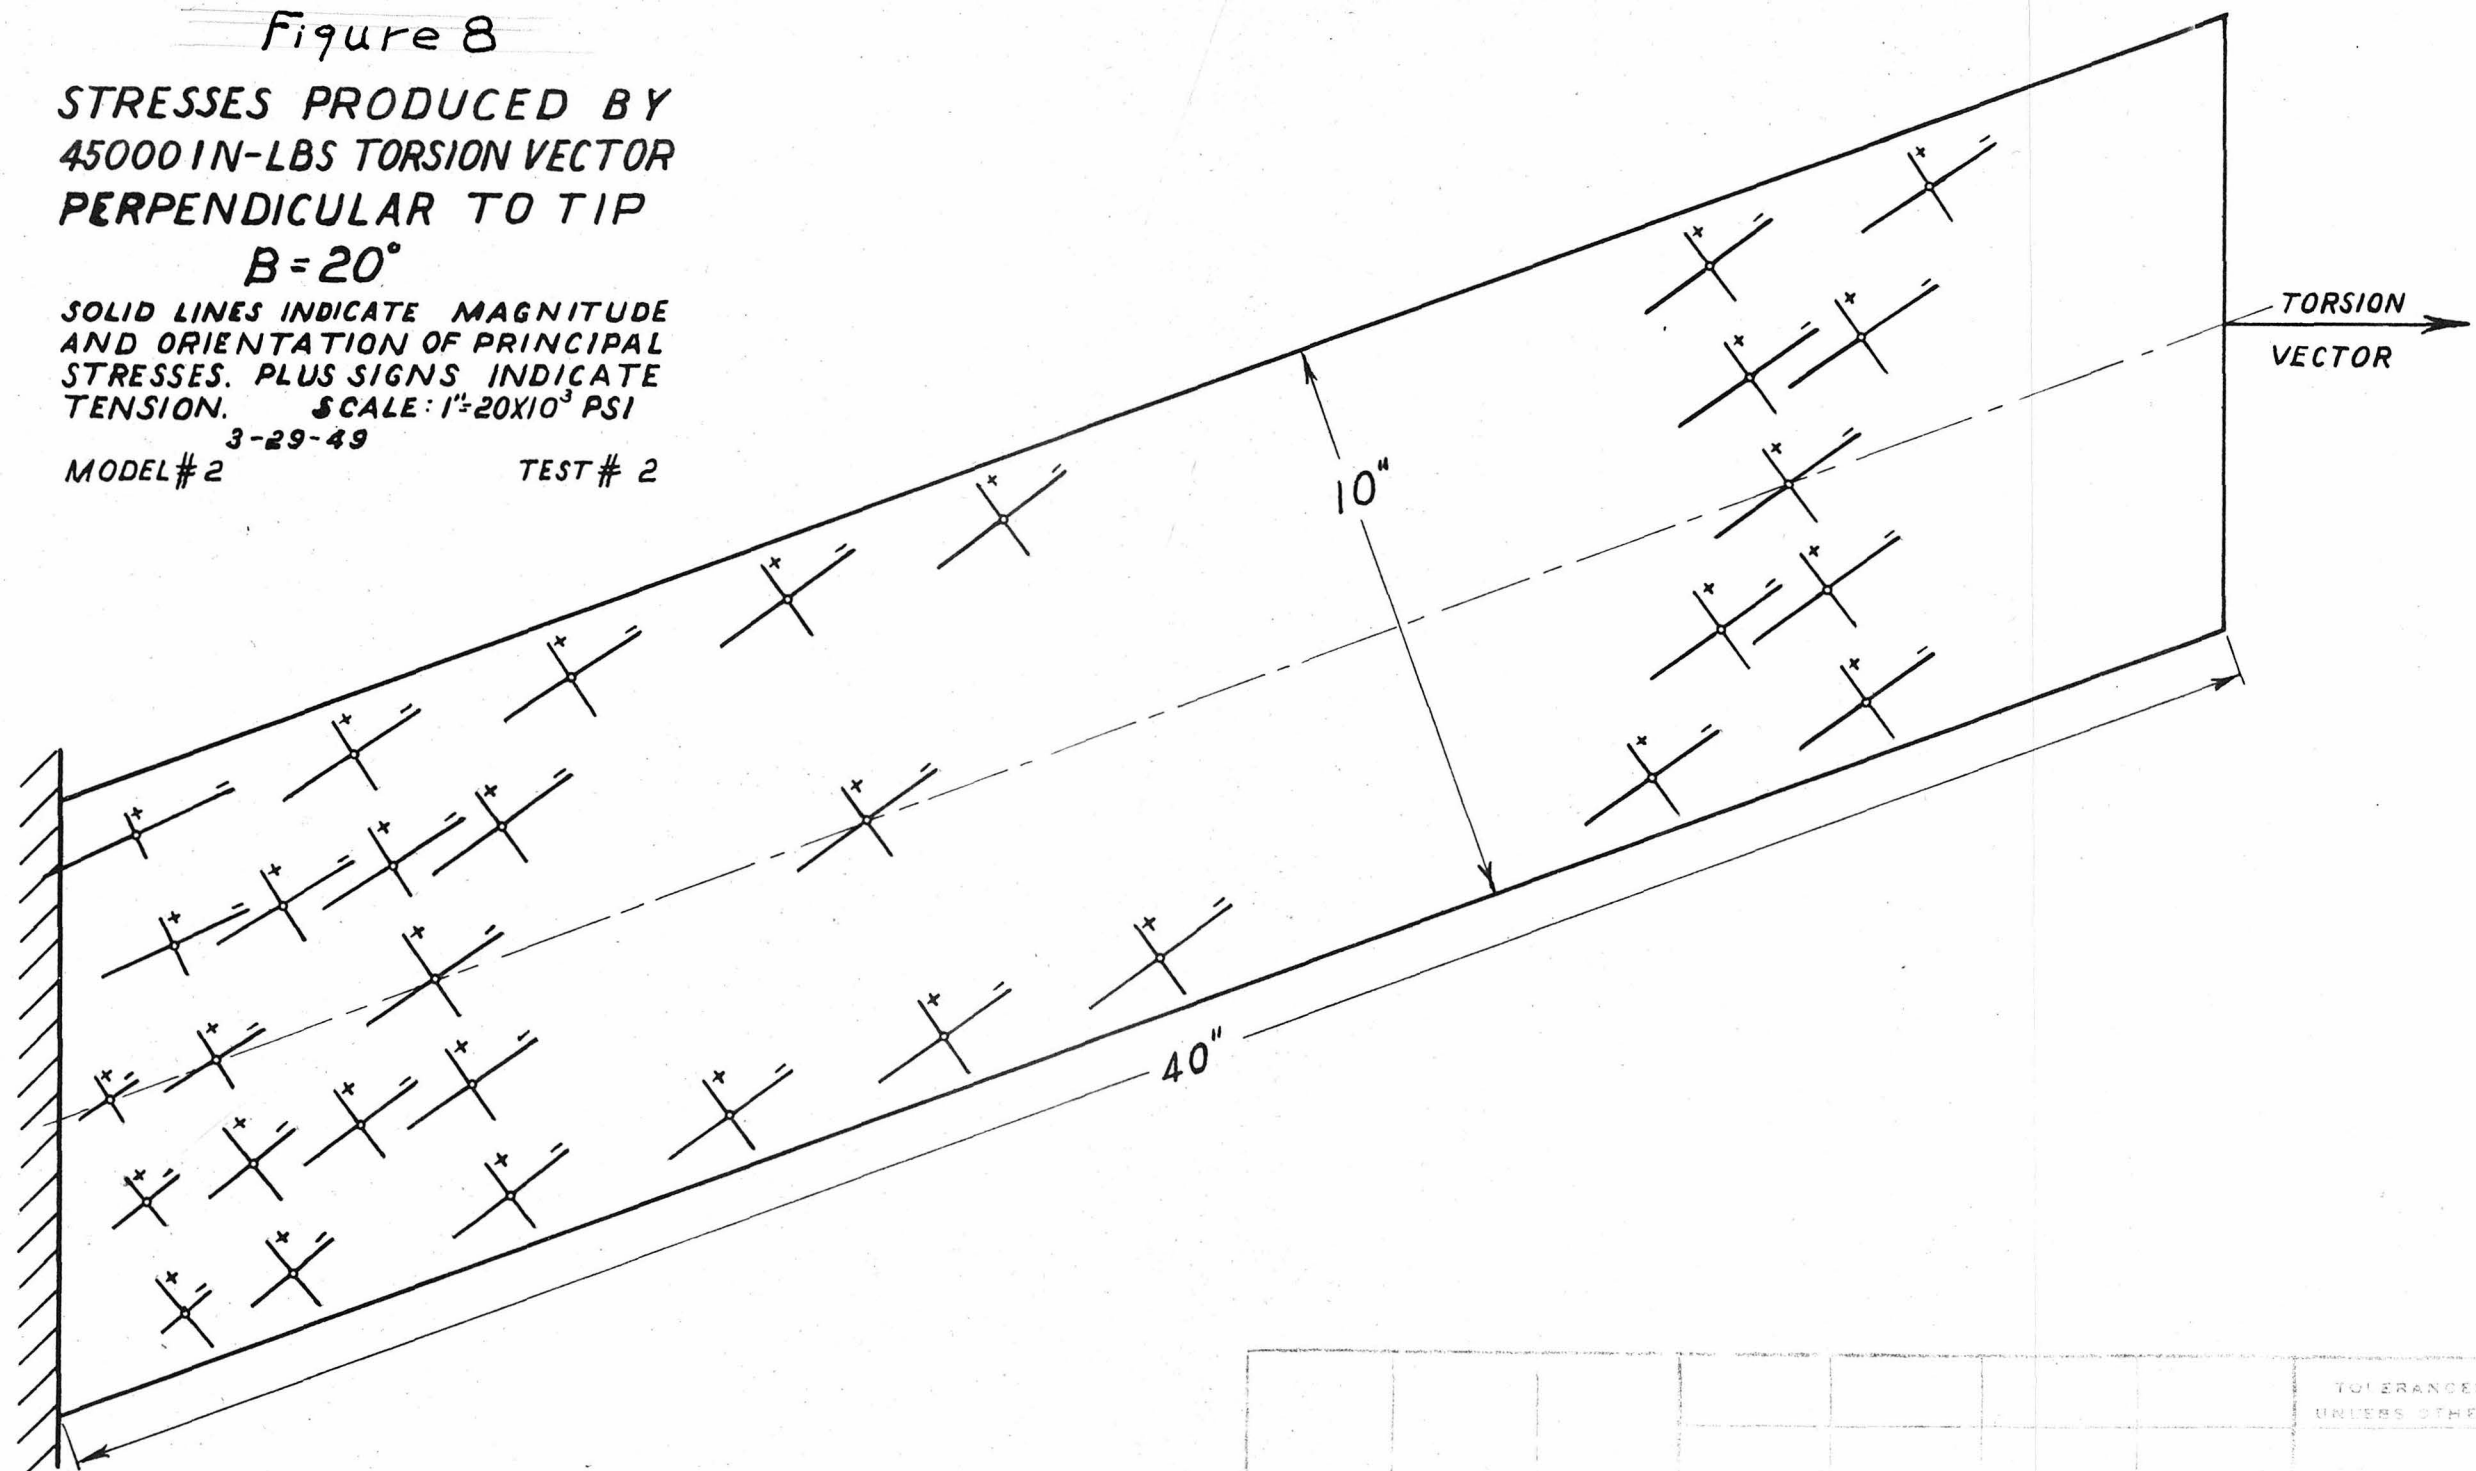 Figure 8
STRESSES PRODUCED BY
45000 IN-LBS TORSION VECTOR
PERPENDICULAR TO TIP
B = 20°
SOLID LINES INDICATE MAGNITUDE
AND ORIENTATION OF PRINCIPAL
STRESSES. PLUS SIGNS INDICATE
TENSION. SCALE: 1"=20X10³ PSI
3-29-49
MODEL # 2 TEST # 2
TORSION
VECTOR
10"
40"
TOLERANCE
UNLESS OTHE